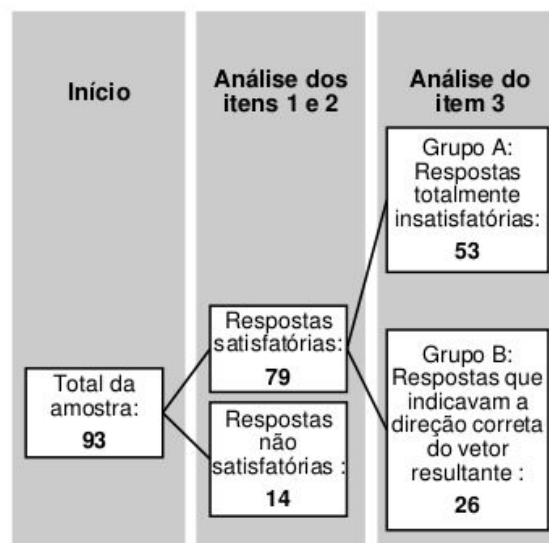 Início
Análise dos
itens 1 e 2
Análise do
item 3
Total da
amostra:
93
Respostas
satisfatórias:
79
Respostas
não
satisfatórias :
14
Grupo A:
Respostas
totalmente
insatisfatórias:
53
Grupo B:
Respostas que
indicavam a
direção correta
do vetor
resultante :
26